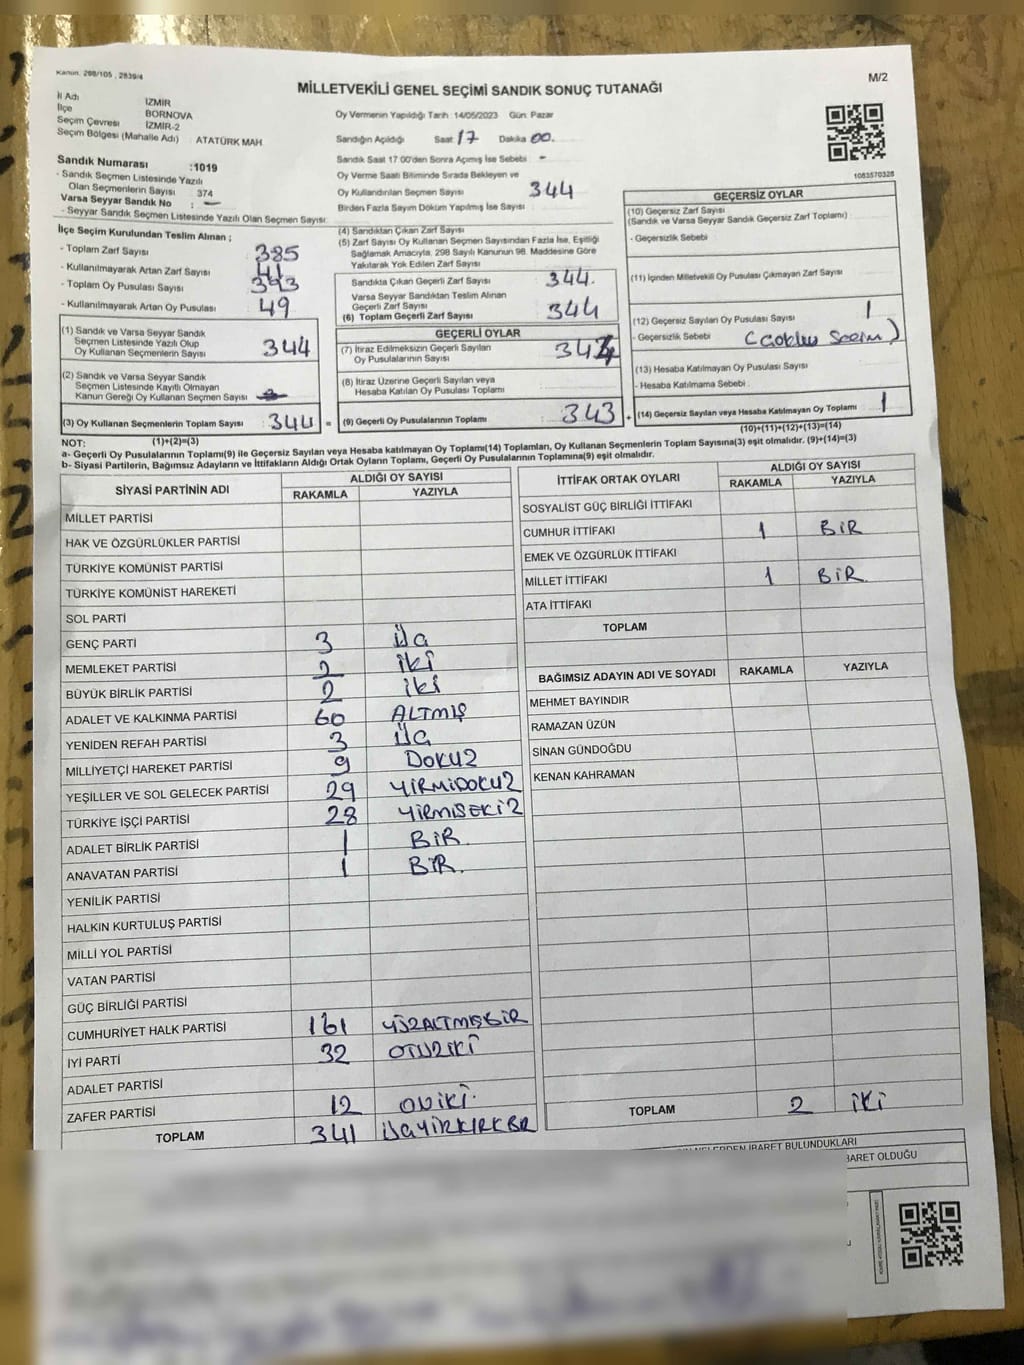 Kanun. 298/105 , 2839/4
M/2
MİLLETVEKİLİ GENEL SEÇİMİ SANDIK SONUÇ TUTANAĞI
İl Adı İZMİR
İlçe BORNOVA
Seçim Çevresi İZMİR-2
Seçim Bölgesi (Mahalle Adı) : ATATÜRK MAH
Sandık Numarası :1019
- Sandık Seçmen Listesinde Yazılı
Olan Seçmenlerin Sayısı : 374
Varsa Seyyar Sandık No : -
- Seyyar Sandık Seçmen Listesinde Yazılı Olan Seçmen Sayısı:
Oy Vermenin Yapıldığı Tarih 14/05/2023 Gün: Pazar
Sandığın Açıldığı Saat 17 Dakika 00.
Sandık Saat 17 00'den Sonra Açımış İse Sebebi -
Oy Verme Saati Bitiminde Sırada Bekleyen ve
Oy Kullandırılan Seçmen Sayısı 344
Birden Fazla Sayım Döküm Yapılmış İse Sayısı
1083570328
İlçe Seçim Kurulundan Teslim Alınan ;
- Toplam Zarf Sayısı 385
- Kullanılmayarak Artan Zarf Sayısı 41
- Toplam Oy Pusulası Sayısı 393
- Kullanılmayarak Artan Oy Pusulası : 49
(1) Sandık ve Varsa Seyyar Sandık
Seçmen Listesinde Yazılı Olup
Oy Kullanan Seçmenlerin Sayısı 344
(2) Sandık ve Varsa Seyyar Sandık
Seçmen Listesinde Kayıtlı Olmayan
Kanun Gereği Oy Kullanan Seçmen Sayısı
(3) Oy Kullanan Seçmenlerin Toplam Sayısı 344 =
(4) Sandıktan Çıkan Zarf Sayısı
(5) Zarf Sayısı Oy Kullanan Seçmen Sayısından Fazla İse, Eşitliği
Sağlamak Amacıyla, 298 Sayılı Kanunun 98. Maddesine Göre
Yakılarak Yok Edilen Zarf Sayısı
Sandıkta Çıkan Geçerli Zarf Sayısı 344.
Varsa Seyyar Sandıktan Teslim Alınan
Geçerli Zarf Sayısı
(6) Toplam Geçerli Zarf Sayısı 344
GEÇERLİ OYLAR
(7) İtiraz Edilmeksizin Geçerli Sayılan
Oy Pusulalarının Sayısı
(8) İtiraz Üzerine Geçerli Sayılan veya
Hesaba Katılan Oy Pusulası Toplamı
(9) Geçerli Oy Pusulalarının Toplamı : 343 +
GEÇERSİZ OYLAR
(10) Geçersiz Zarf Sayısı
(Sandık ve Varsa Seyyar Sandık Geçersiz Zarf Toplamı)
- Geçersizlik Sebebi
(11) İçinden Milletvekili Oy Pusulası Çıkmayan Zarf Sayısı
(12) Geçersiz Sayılan Oy Pusulası Sayısı 1
- Geçersizlik Sebebi
(13) Hesaba Katılmayan Oy Pusulası Sayısı
- Hesaba Katılmama Sebebi
(14) Geçersiz Sayılan veya Hesaba Katılmayan Oy Toplamı 1
NOT: (1)+(2)=(3) (10)+(11)+(12)+(13)=(14)
a- Geçerli Oy Pusulalarının Toplamı(9) ile Geçersiz Sayılan veya Hesaba katılmayan Oy Toplamı(14) Toplamları, Oy Kullanan Seçmenlerin Toplam Sayısına(3) eşit olmalıdır. (9)+(14)=(3)
b- Siyasi Partilerin, Bağımsız Adayların ve İttifakların Aldığı Ortak Oyların Toplamı, Geçerli Oy Pusulalarının Toplamına(9) eşit olmalıdır.
SİYASİ PARTİNİN ADI ALDIĞI OY SAYISI
RAKAMLA YAZIYLA
MİLLET PARTİSİ
HAK VE ÖZGÜRLÜKLER PARTİSİ
TÜRKİYE KOMÜNİST PARTİSİ
TÜRKİYE KOMÜNİST HAREKETİ
SOL PARTİ
GENÇ PARTİ 3 ÜÇ
MEMLEKET PARTİSİ 2 İKİ
BÜYÜK BİRLİK PARTİSİ 2 İKİ
ADALET VE KALKINMA PARTİSİ 60 ALTMIŞ
YENİDEN REFAH PARTİSİ 3 ÜÇ
MİLLİYETÇİ HAREKET PARTİSİ 9 DOKUZ
YEŞİLLER VE SOL GELECEK PARTİSİ 29 YİRMİDOKUZ
TÜRKİYE İŞÇİ PARTİSİ 28 YİRMİSEKİZ
ADALET BİRLİK PARTİSİ 1 BİR.
ANAVATAN PARTİSİ 1 BİR.
YENİLİK PARTİSİ
HALKIN KURTULUŞ PARTİSİ
MİLLİ YOL PARTİSİ
VATAN PARTİSİ
GÜÇ BİRLİĞİ PARTİSİ
CUMHURİYET HALK PARTİSİ 161 YÜZALTMIŞBİR
İYİ PARTİ 32 OTUZİKİ
ADALET PARTİSİ
ZAFER PARTİSİ 12 ONİKİ.
TOPLAM 341 ÜÇYÜZKIRKBİR
İTTİFAK ORTAK OYLARI ALDIĞI OY SAYISI
RAKAMLA YAZIYLA
SOSYALİST GÜÇ BİRLİĞİ İTTİFAKI
CUMHUR İTTİFAKI 1 BİR
EMEK VE ÖZGÜRLÜK İTTİFAKI
MİLLET İTTİFAKI 1 BİR
ATA İTTİFAKI
TOPLAM
BAĞIMSIZ ADAYIN ADI VE SOYADI RAKAMLA YAZIYLA
MEHMET BAYINDIR
RAMAZAN ÜZÜN
SİNAN GÜNDOĞDU
KENAN KAHRAMAN
TOPLAM 2 İKİ
NELERDEN İBARET BULUNDUKLARI
İBARET OLDUĞU